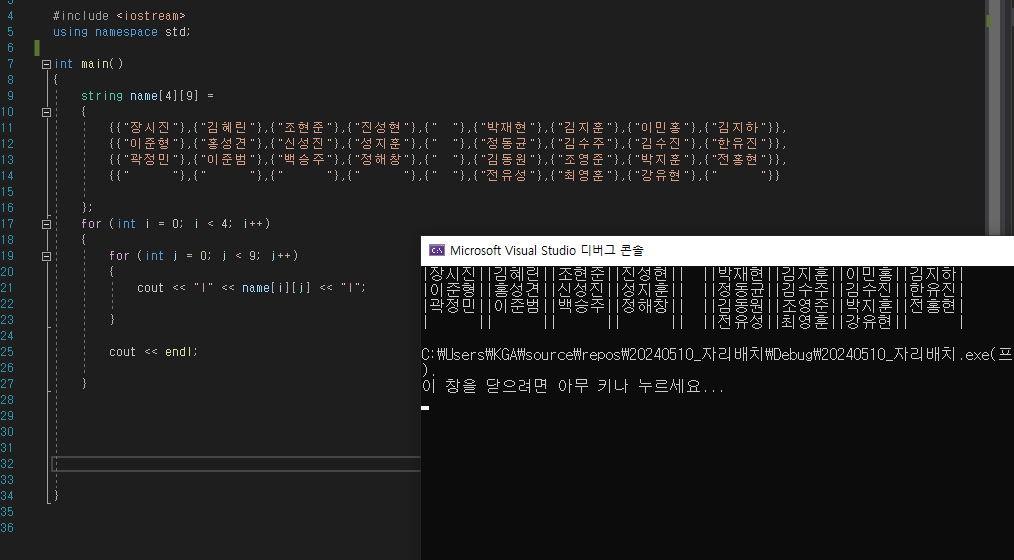 4 #include <iostream>
5 using namespace std;
6
7 int main()
8 {
9 string name[4][9] =
10 {
11 {{"장시진"},{"김혜린"},{"조현준"},{"진성현"},{"  "},{"박재현"},{"김지훈"},{"이민홍"},{"김지하"}},
12 {{"이준형"},{"홍성견"},{"신성진"},{"성지훈"},{"  "},{"정동균"},{"김수주"},{"김수진"},{"한유진"}},
13 {{"곽정민"},{"이준범"},{"백승주"},{"정해창"},{"  "},{"김동원"},{"조영준"},{"박지훈"},{"전홍현"}},
14 {{"      "},{"      "},{"      "},{"      "},{"  "},{"전유성"},{"최영훈"},{"강유현"},{"      "}}
15
16 };
17 for (int i = 0; i < 4; i++)
18 {
19 for (int j = 0; j < 9; j++)
20 {
21 cout << "|" << name[i][j] << "|";
22
23 }
24
25 cout << endl;
26
27 }
28
29
30
31
32
33
34 }
35
36
Microsoft Visual Studio 디버그 콘솔
|장시진||김혜린||조현준||진성현||  ||박재현||김지훈||이민홍||김지하|
|이준형||홍성견||신성진||성지훈||  ||정동균||김수주||김수진||한유진|
|곽정민||이준범||백승주||정해창||  ||김동원||조영준||박지훈||전홍현|
|      ||      ||      ||      ||  ||전유성||최영훈||강유현||      |
C:₩Users₩KGA₩source₩repos₩20240510_자리배치₩Debug₩20240510_자리배치.exe(프
).
이 창을 닫으려면 아무 키나 누르세요...